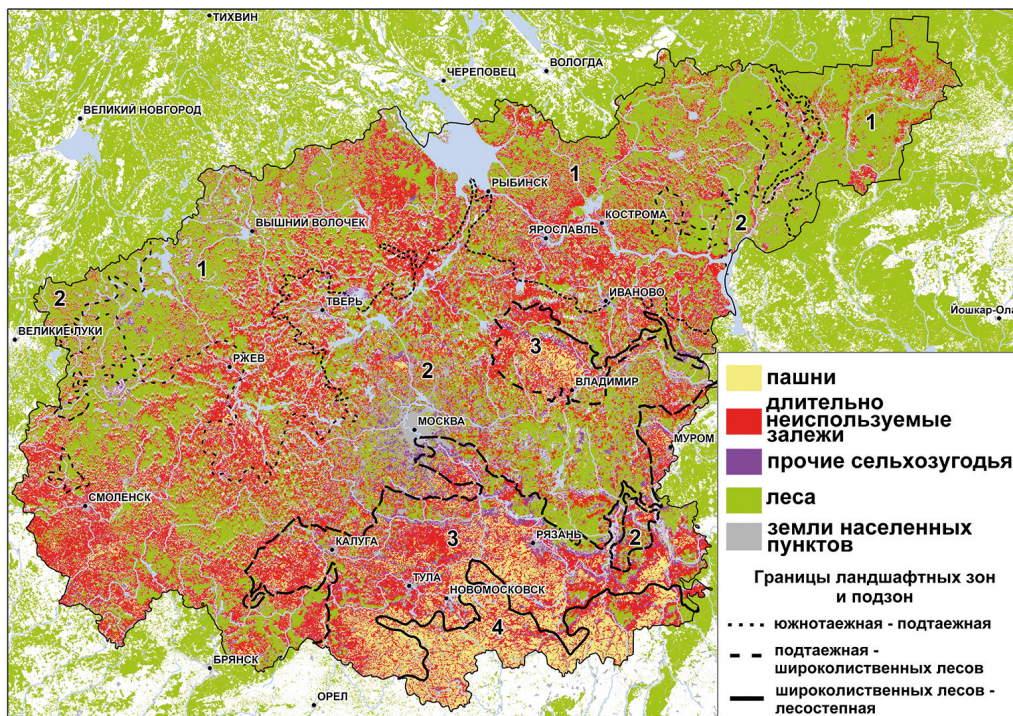 ТИХВИН
ВОЛОГДА
ЧЕРЕПОВЕЦ
ВЕЛИКИЙ НОВГОРОД
1
1
РЫБИНСК
КОСТРОМА
2
ВЫШНИЙ ВОЛОЧЕК
ЯРОСЛАВЛЬ
1
2
ТВЕРЬ
ИВАНОВО
Йошкар-Ола
ВЕЛИКИЕ ЛУКИ
3
РЖЕВ
2
ВЛАДИМИР
МОСКВА
МУРОМ
СМОЛЕНСК
РЯЗАНЬ
3
2
КАЛУГА
ТУЛА
НОВОМОСКОВСК
4
БРЯНСК
ОРЕЛ
пашни
длительно
неиспользуемые
залежи
прочие сельхозугодья
леса
земли населенных
пунктов
Границы ландшафтных зон
и подзон
южнотаежная - подтаежная
подтаежная -
широколиственных лесов
широколиственных лесов -
лесостепная